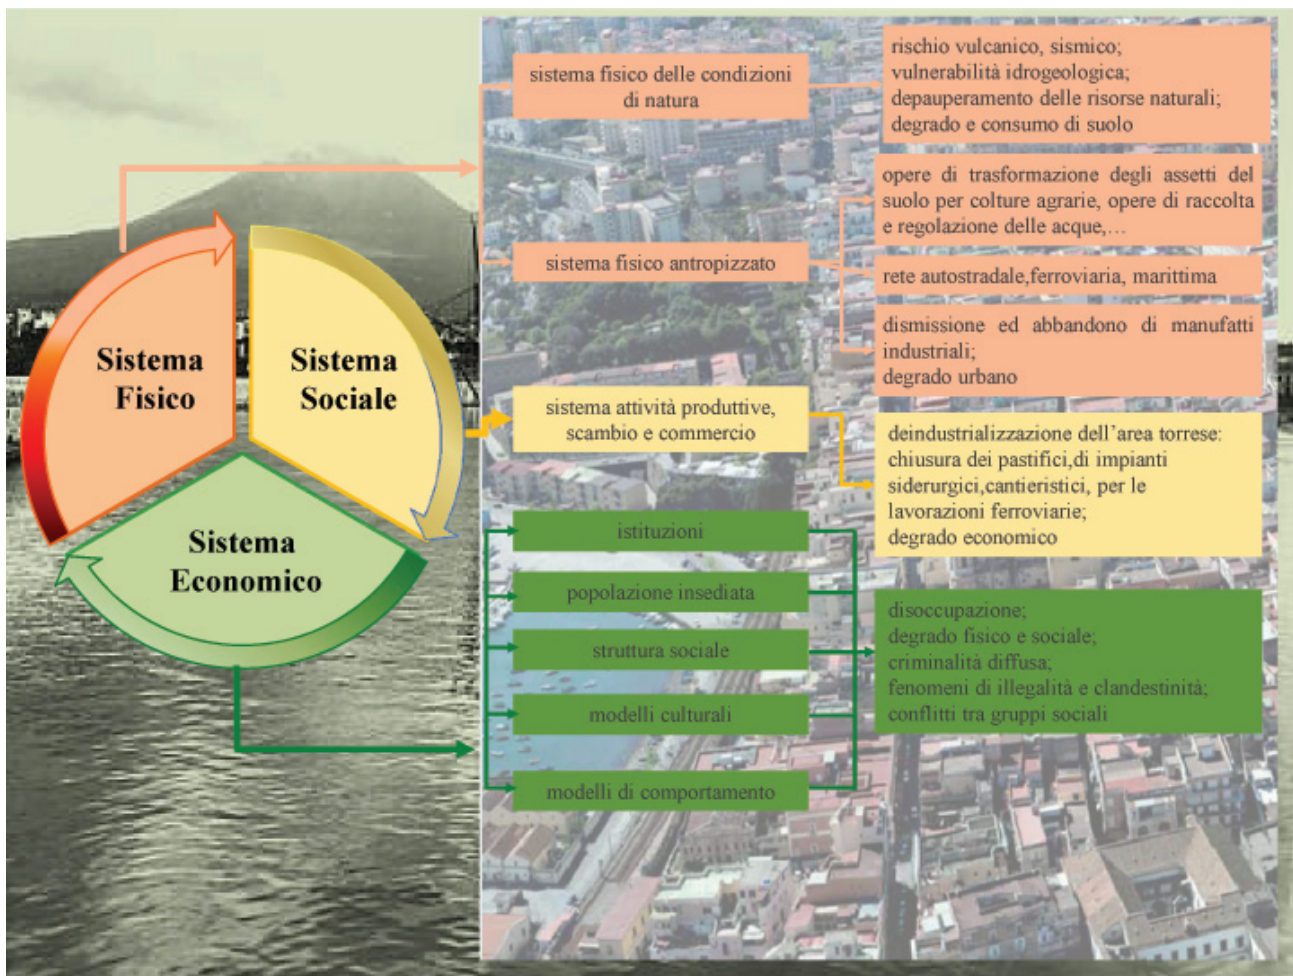 Sistema
Fisico
Sistema
Sociale
Sistema
Economico
sistema fisico delle condizioni
di natura
rischio vulcanico, sismico;
vulnerabilità idrogeologica;
depauperamento delle risorse naturali;
degrado e consumo di suolo
sistema fisico antropizzato
opere di trasformazione degli assetti del
suolo per colture agrarie, opere di raccolta
e regolazione delle acque,…
rete autostradale,ferroviaria, marittima
dismissione ed abbandono di manufatti
industriali;
degrado urbano
sistema attività produttive,
scambio e commercio
deindustrializzazione dell’area torrese:
chiusura dei pastifici,di impianti
siderurgici,cantieristici, per le
lavorazioni ferroviarie;
degrado economico
istituzioni
popolazione insediata
struttura sociale
modelli culturali
modelli di comportamento
disoccupazione;
degrado fisico e sociale;
criminalità diffusa;
fenomeni di illegalità e clandestinità;
conflitti tra gruppi sociali